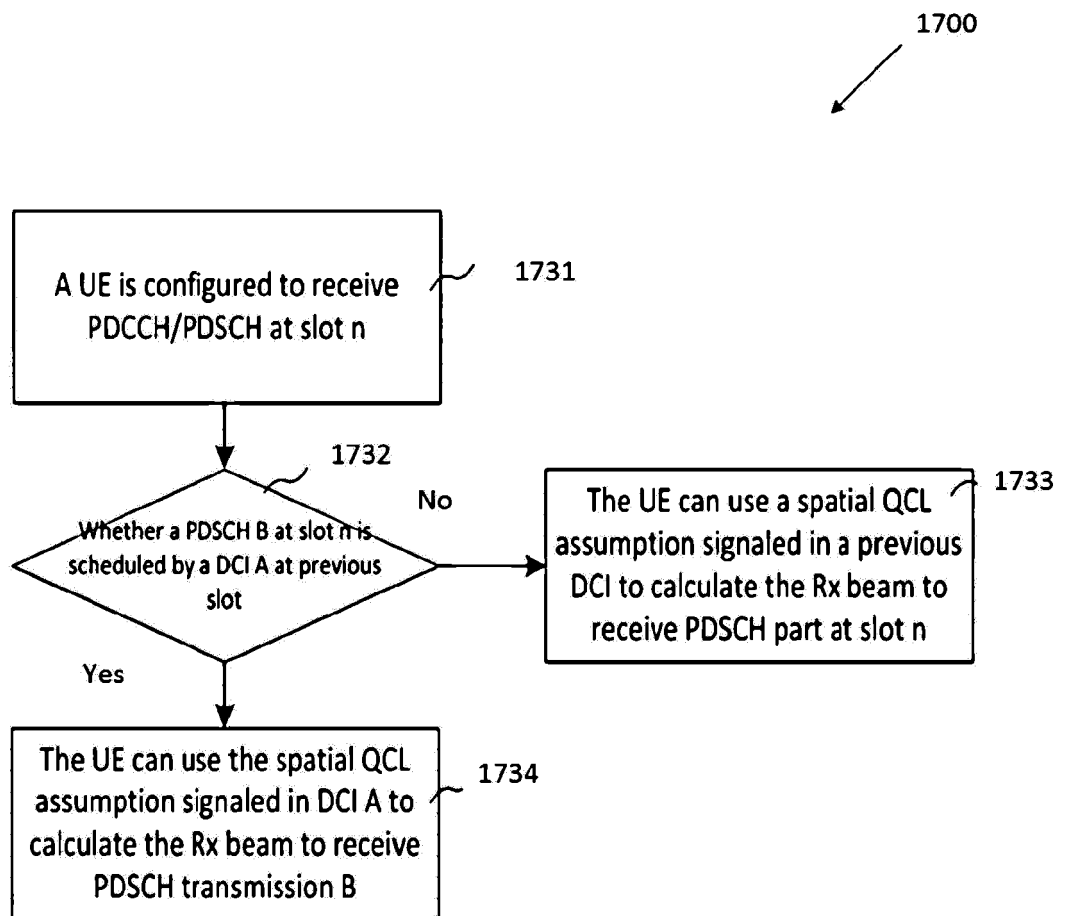 1700
A UE is configured to receive
PDCCH/PDSCH at slot n
1731
1732
Whether a PDSCH B at slot n is
scheduled by a DCI A at previous
slot
No
The UE can use a spatial QCL
assumption signaled in a previous
DCI to calculate the Rx beam to
receive PDSCH part at slot n
1733
Yes
The UE can use the spatial QCL
assumption signaled in DCI A to
calculate the Rx beam to receive
PDSCH transmission B
1734